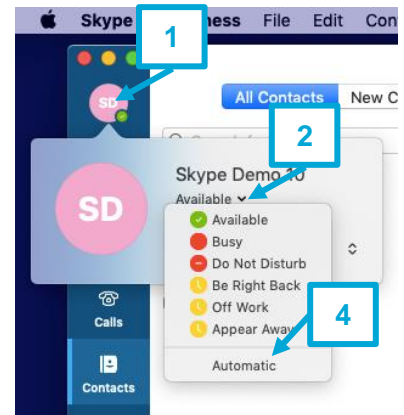 Skype ness File Edit Con
1
SD
All Contacts New C
2
Skype Demo 10
SD
Available
Available
Busy
Do Not Disturb
Be Right Back
Off Work
Appear Away
4
Automatic
Calls
Contacts